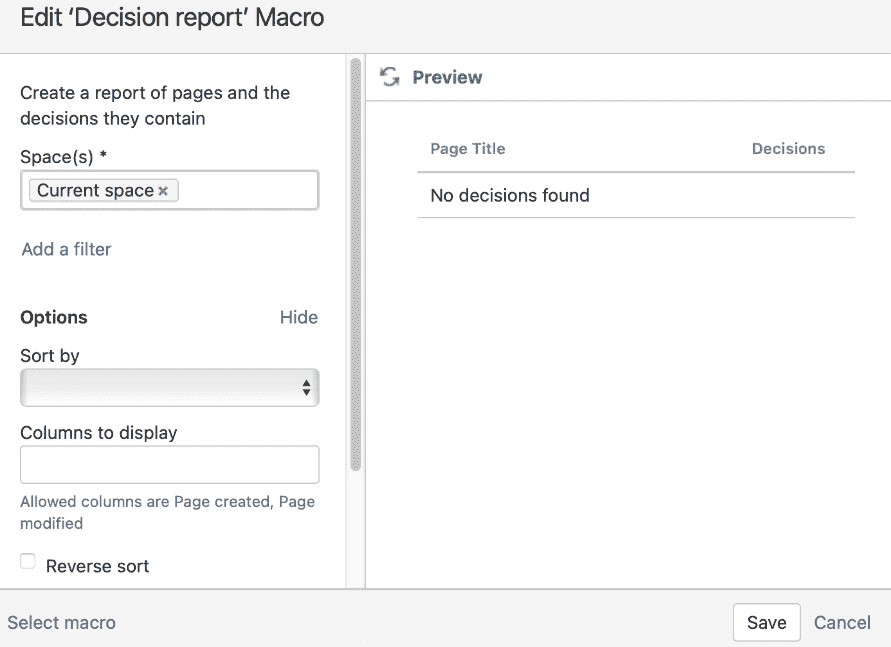 Edit ‘Decision report’ Macro
Create a report of pages and the
decisions they contain
Space(s) *
Current space ×
Add a filter
Options
Hide
Sort by
Columns to display
Allowed columns are Page created, Page
modified
Reverse sort
Preview
Page Title
Decisions
No decisions found
Select macro
Save
Cancel